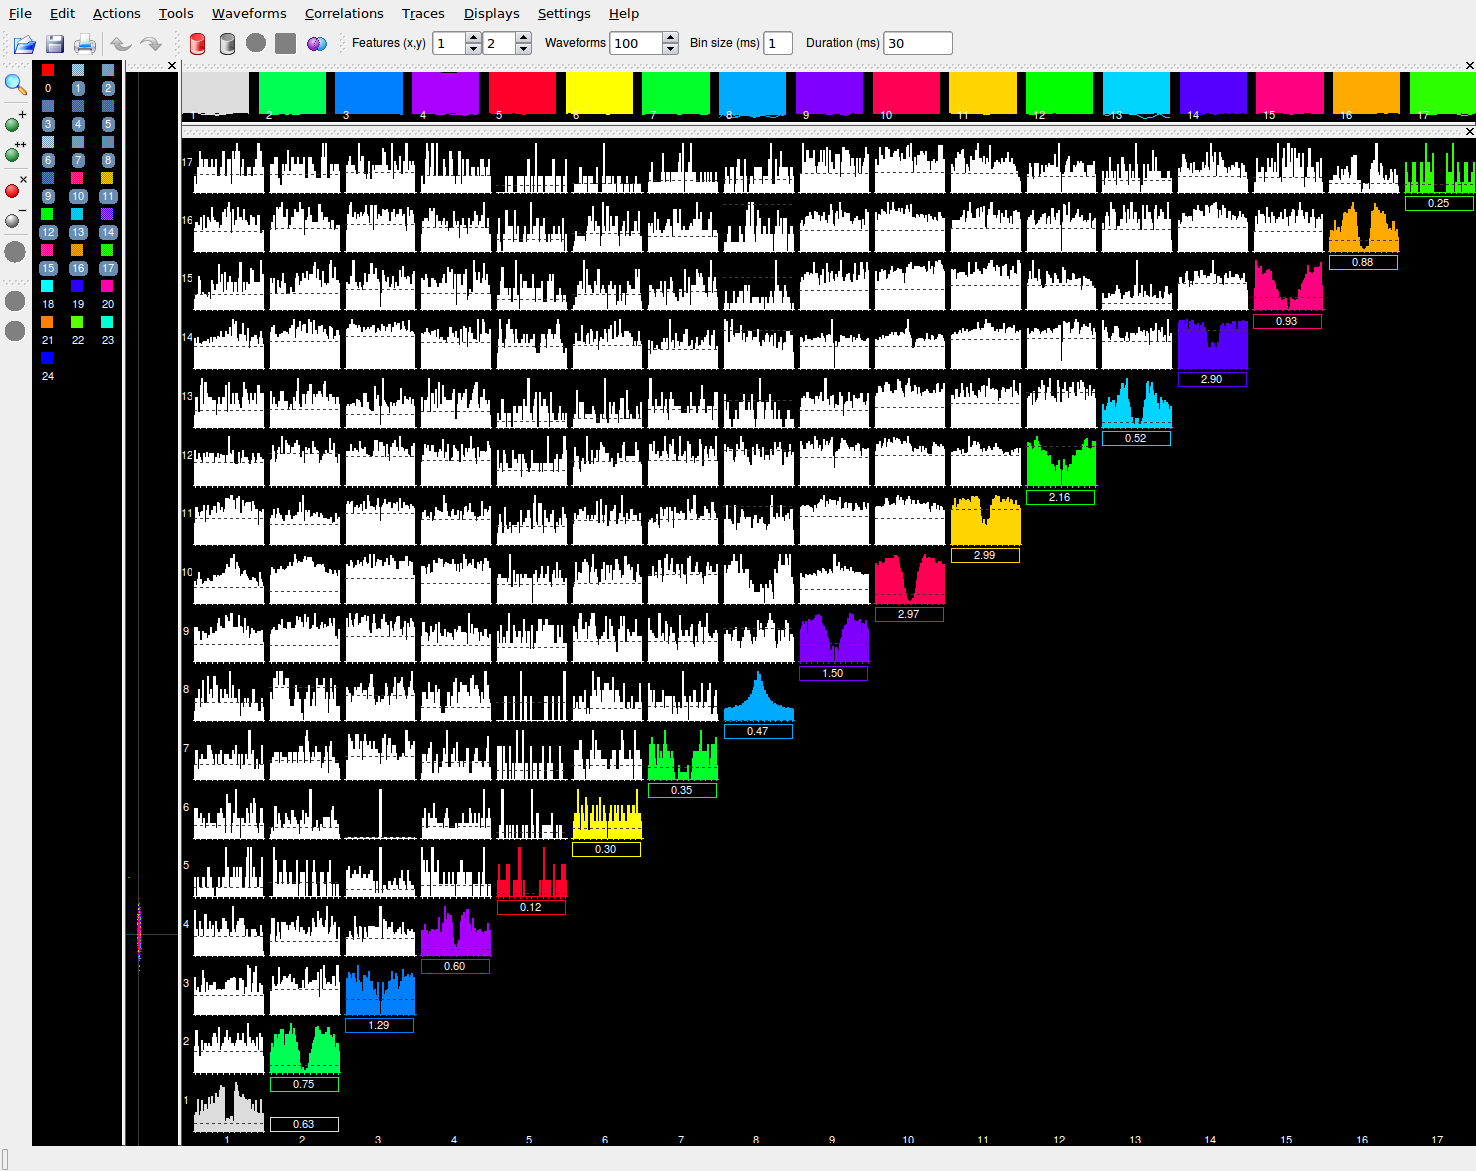 File Edit Actions Tools Waveforms Correlations Traces Displays Settings Help
Features (x,y) 1 2 Waveforms 100 Bin size (ms) 1 Duration (ms) 30
0 1 2
3 4 5
6 7 8
9 10 11
12 13 14
15 16 17
18 19 20
21 22 23
24
1 2 3 4 5 6 7 8 9 10 11 12 13 14 15 16 17
17
0.25
16
0.88
15
0.93
14
2.90
13
0.52
12
2.16
11
2.99
10
2.97
9
1.50
8
0.47
7
0.35
6
0.30
5
0.12
4
0.60
3
1.29
2
0.75
1
0.63
1 2 3 4 5 6 7 8 9 10 11 12 13 14 15 16 17